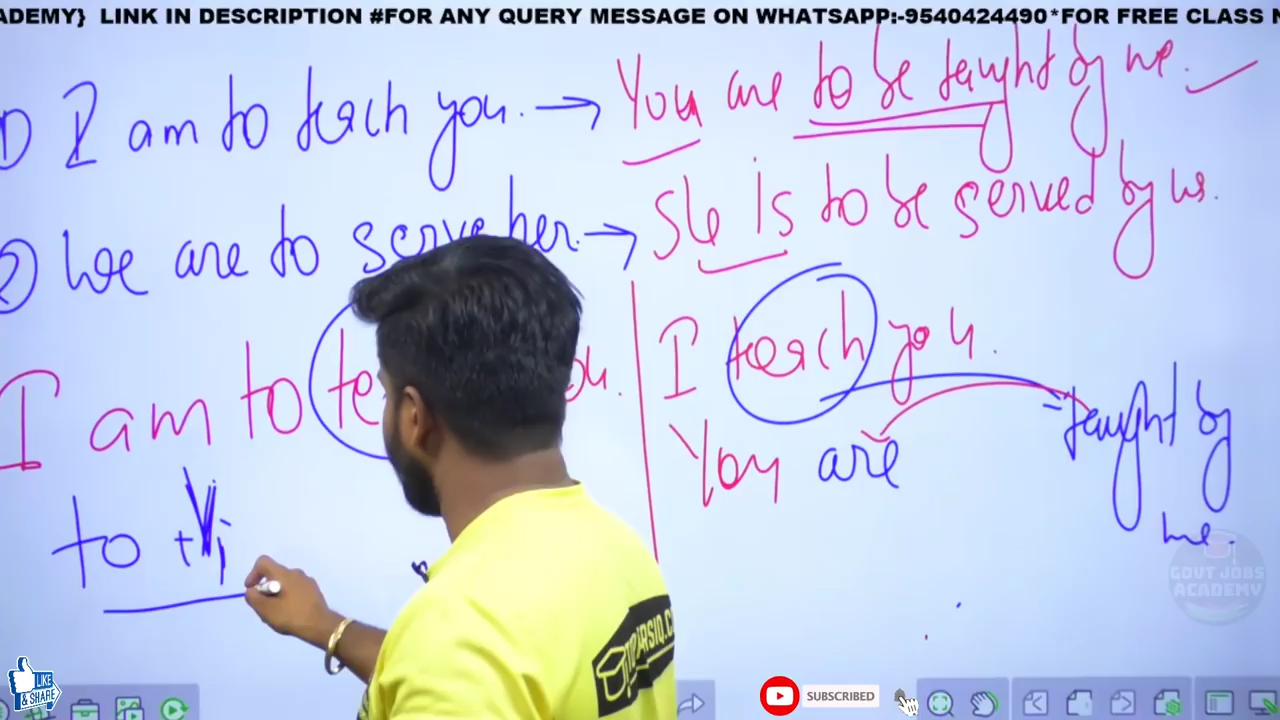 ADEMY} LINK IN DESCRIPTION #FOR ANY QUERY MESSAGE ON WHATSAPP:-9540424490*FOR FREE CLASS
1) I am to teach you. → You are to be taught by me.
2 We are to serve her. → She is to be served by us.
I am to
I teach you.
You are taught by
me.
to + V1
GOVT JOBS
ACADEMY
LIKE
& SHARE
SUBSCRIBED